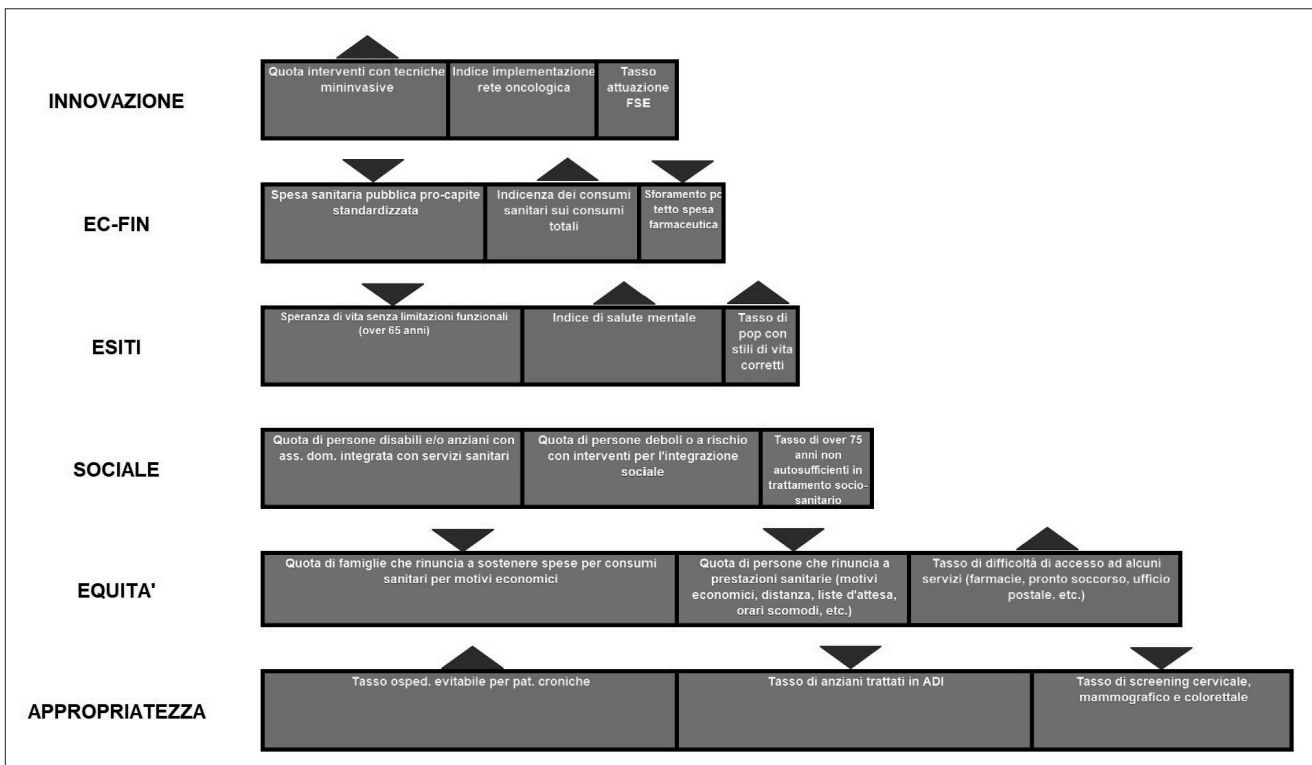 INNOVAZIONE
Quota interventi con tecniche
mininvasive
Indice implementazione
rete oncologica
Tasso
attuazione
FSE
EC-FIN
Spesa sanitaria pubblica pro-capite
standardizzata
Indicenza dei consumi
sanitari sui consumi
totali
Sforamento pc
tetto spesa
farmaceutica
ESITI
Speranza di vita senza limitazioni funzionali
(over 65 anni)
Indice di salute mentale
Tasso di
pop con
stili di vita
corretti
SOCIALE
Quota di persone disabili e/o anziani con
ass. dom. integrata con servizi sanitari
Quota di persone deboli o a rischio
con interventi per l'integrazione
sociale
Tasso di over 75
anni non
autosufficienti in
trattamento socio-
sanitario
EQUITA'
Quota di famiglie che rinuncia a sostenere spese per consumi
sanitari per motivi economici
Quota di persone che rinuncia a
prestazioni sanitarie (motivi
economici, distanza, liste d'attesa,
orari scomodi, etc.)
Tasso di difficoltà di accesso ad alcuni
servizi (farmacie, pronto soccorso, ufficio
postale, etc.)
APPROPRIATEZZA
Tasso osped. evitabile per pat. croniche
Tasso di anziani trattati in ADI
Tasso di screening cervicale,
mammografico e colorettale